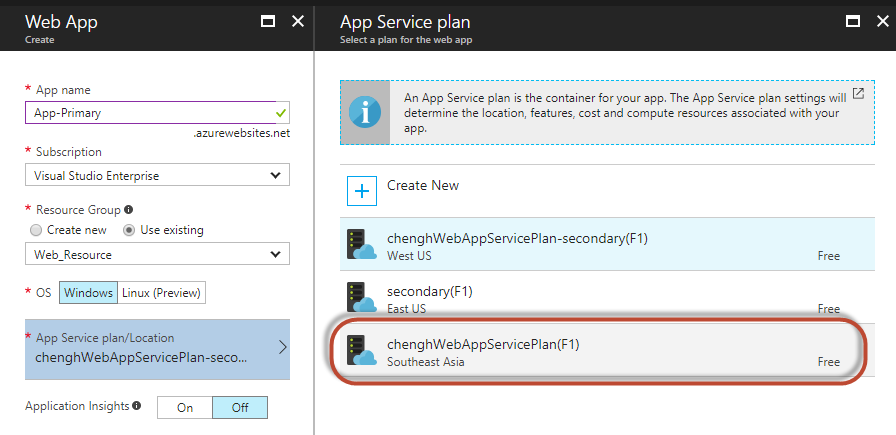 Web App
Create
* App name
App-Primary
.azurewebsites.net
* Subscription
Visual Studio Enterprise
* Resource Group
Create new
Use existing
Web_Resource
* OS
Windows
Linux (Preview)
* App Service plan/Location
chenghWebAppServicePlan-seco...
Application Insights
On
Off
App Service plan
Select a plan for the web app
An App Service plan is the container for your app. The App Service plan settings will
determine the location, features, cost and compute resources associated with your
app.
Create New
chenghWebAppServicePlan-secondary(F1)
West US
Free
secondary(F1)
East US
Free
chenghWebAppServicePlan(F1)
Southeast Asia
Free